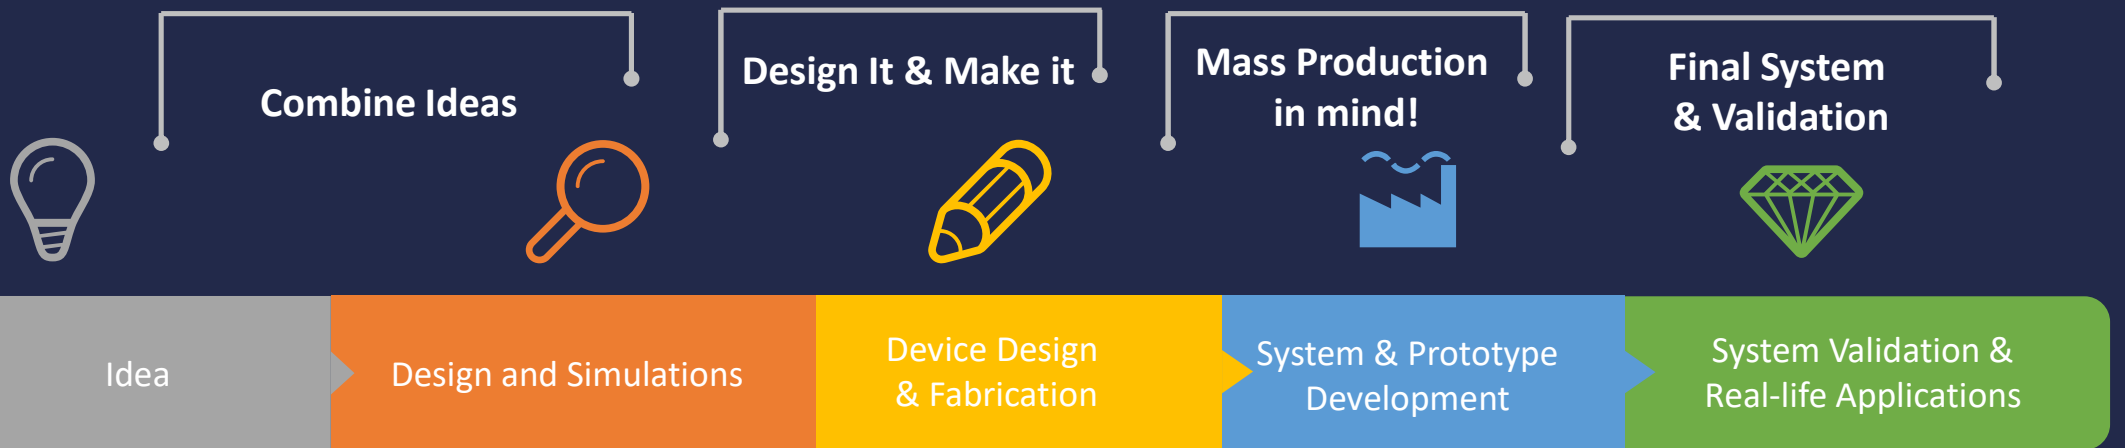 Combine Ideas
Design It & Make it
Mass Production
in mind!
Final System
& Validation
Idea
Design and Simulations
Device Design
& Fabrication
System & Prototype
Development
System Validation &
Real-life Applications